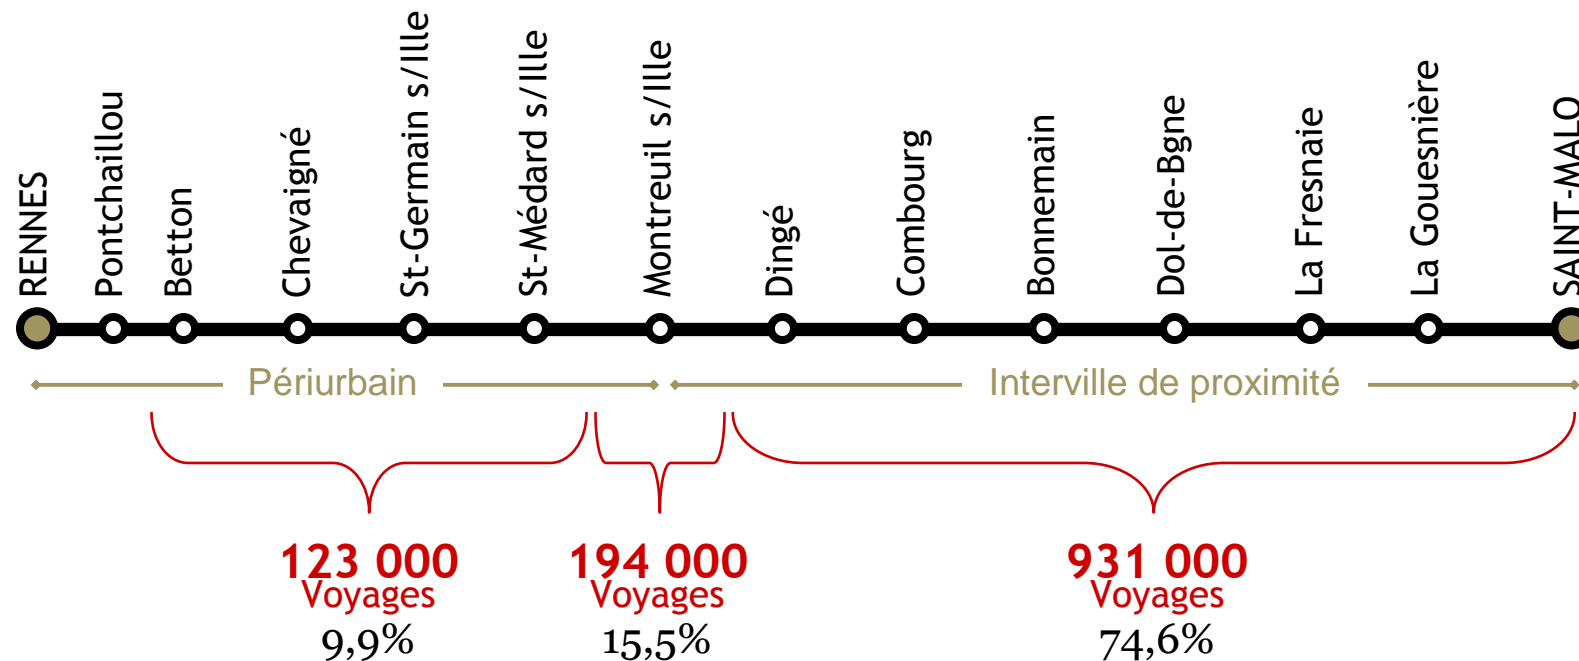 RENNES
Pontchaillou
Betton
Chevaigné
St-Germain s/Ille
St-Médard s/Ille
Montreuil s/Ille
Dingé
Combourg
Bonnemain
Dol-de-Bgne
La Fresnaie
La Gouesnière
SAINT-MALO
Périurbain
Interville de proximité
123 000
Voyages
9,9%
194 000
Voyages
15,5%
931 000
Voyages
74,6%